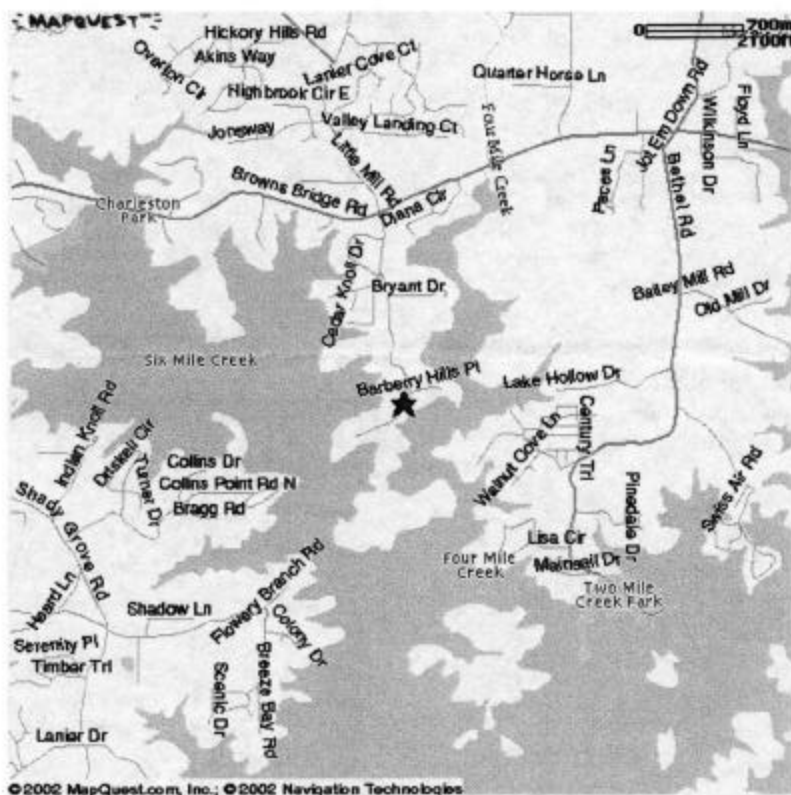 MAPQUEST
0 700m
2100ft
Hickory Hills Rd
Akins Way
Overton Cir
Lanier Cove Ct
Highbrook Cir E
Quarter Horse Ln
Jonsway
Valley Landing Ct
Little Mill Rd
Four Mile Creek
Jot Em Down Rd
Wilkinson Dr
Floyd Ln
Paces Ln
Bethel Rd
Browns Bridge Rd
Diana Cir
Charleston
Park
Cedar Knoll Dr
Bryant Dr
Bailey Mill Rd
Old Mill Dr
Six Mile Creek
Barberry Hills Pl
Lake Hollow Dr
Indian Knoll Rd
Driskell Cir
Turner Dr
Collins Dr
Collins Point Rd N
Bragg Rd
Walnut Cove Ln
Century Trl
Pinedale Dr
Swiss Air Rd
Shady Grove Rd
Lisa Cir
Four Mile
Creek
Mainsail Dr
Two Mile
Creek Park
Heard Ln
Shadow Ln
Flowery Branch Rd
Colony Dr
Serenity Pl
Timber Trl
Scenic Dr
Breeze Bay Rd
Lanier Dr
©2002 MapQuest.com, Inc.; ©2002 Navigation Technologies